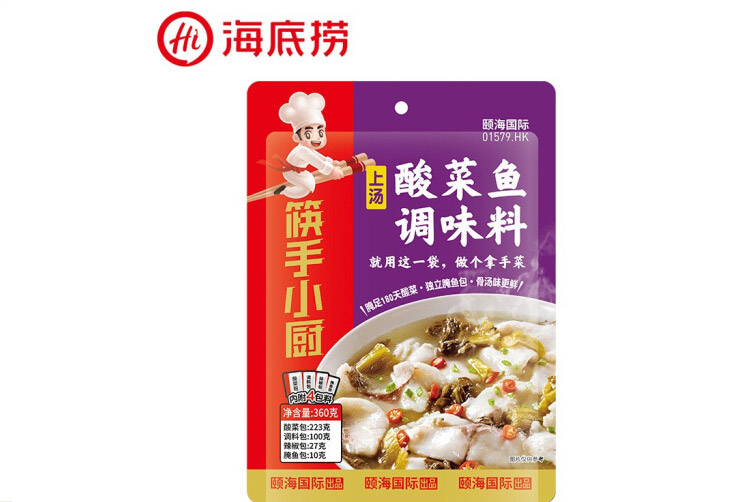 Hi 海底捞
颐海国际
01579.HK
上汤
酸菜鱼
调味料
就用这一袋，做个拿手菜
腌足180天酸菜·独立腌鱼包·骨汤味更鲜
筷手小厨
内附4包料
净含量:360克
酸菜包:223克
调料包:100克
辣椒包:27克
腌鱼包:10克
图片仅供参考
颐海国际出品 颐海国际出品 颐海国际出品